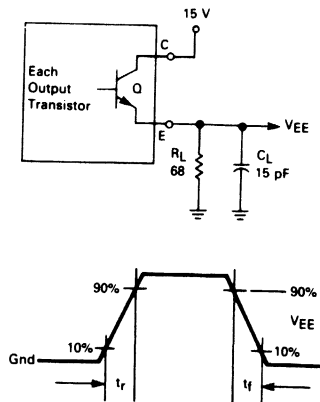 15 V
C
Each
Output
Transistor
Q
E
VEE
RL
68
CL
15 pF
90%
90%
VEE
10%
10%
Gnd
tr
tf